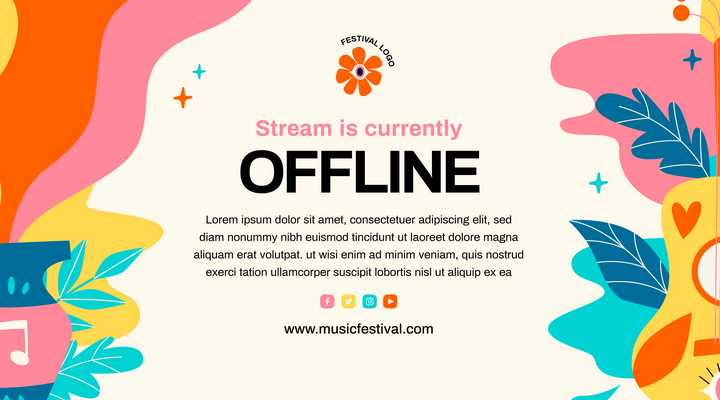 FESTIVAL LOGO
Stream is currently
OFFLINE
Lorem ipsum dolor sit amet, consectetuer adipiscing elit, sed
diam nonummy nibh euismod tincidunt ut laoreet dolore magna
aliquam erat volutpat. ut wisi enim ad minim veniam, quis nostrud
exerci tation ullamcorper suscipit lobortis nisl ut aliquip ex ea
www.musicfestival.com